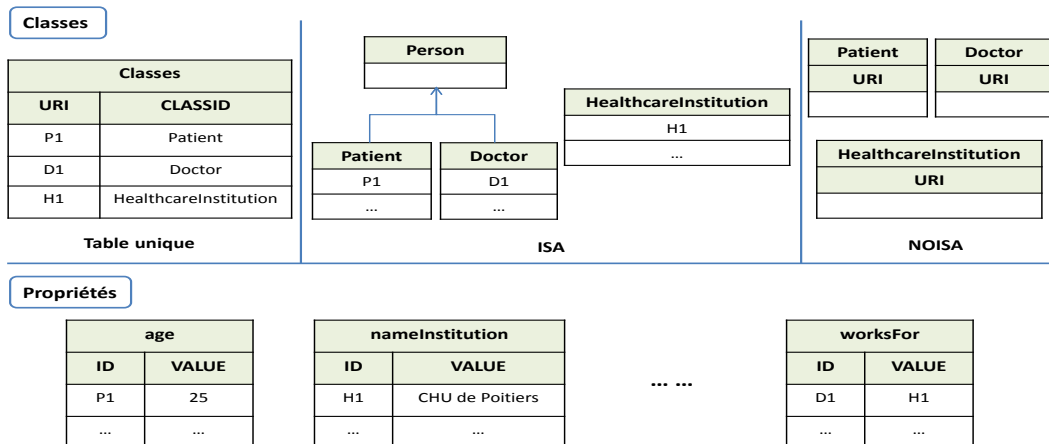 Classes
Classes
URI CLASSID
P1 Patient
D1 Doctor
H1 HealthcareInstitution
Table unique
Person
HealthcareInstitution
H1
...
Patient Doctor
P1 D1
... ...
ISA
Patient Doctor
URI URI
HealthcareInstitution
URI
NOISA
Propriétés
age
ID VALUE
P1 25
... ...
nameInstitution
ID VALUE
H1 CHU de Poitiers
... ...
... ...
worksFor
ID VALUE
D1 H1
... ...